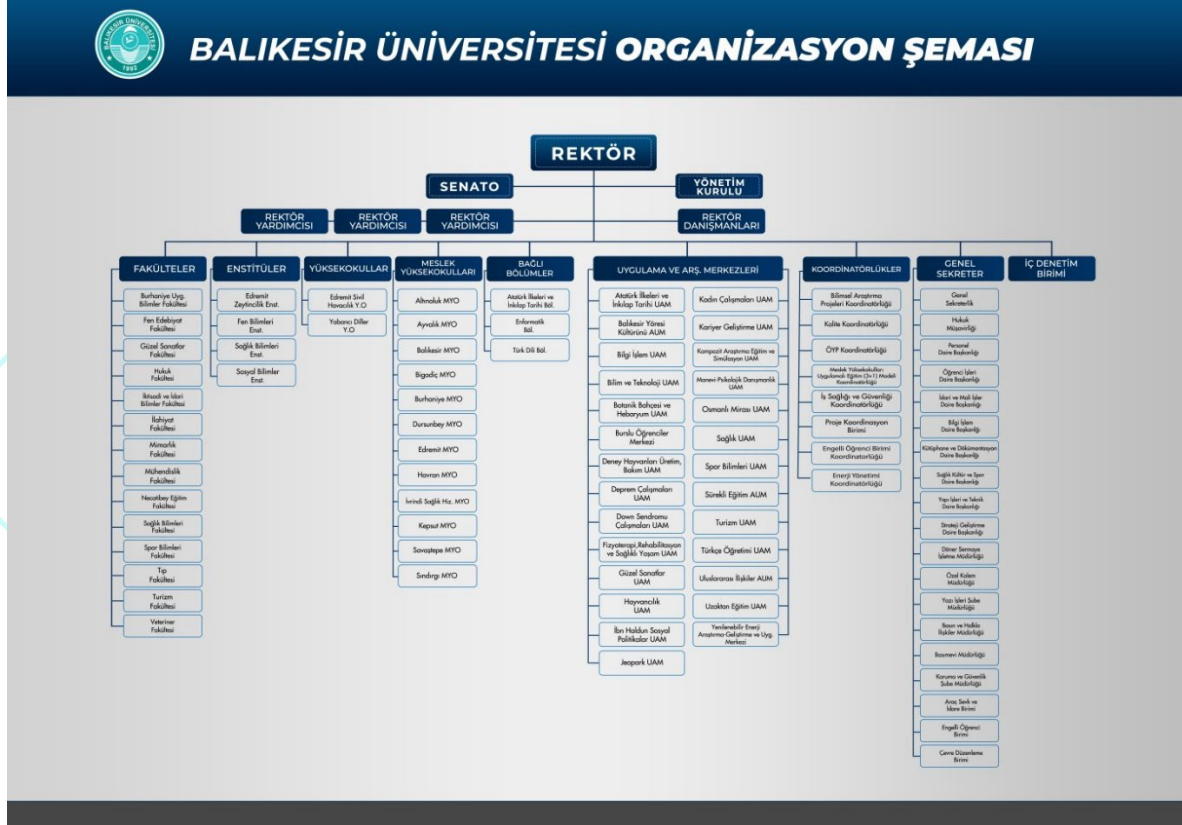 BALIKESİR ÜNİVERSİTESİ
1992
BALIKESİR ÜNİVERSİTESİ ORGANİZASYON ŞEMASI
REKTÖR
SENATO
YÖNETİM
KURULU
REKTÖR
YARDIMCISI
REKTÖR
YARDIMCISI
REKTÖR
YARDIMCISI
REKTÖR
DANIŞMANLARI
FAKÜLTELER
Burhaniye Uyg.
Bilimler Fakültesi
Fen Edebiyat
Fakültesi
Güzel Sanatlar
Fakültesi
Hukuk
Fakültesi
İktisadi ve İdari
Bilimler Fakültesi
İlahiyat
Fakültesi
Mimarlık
Fakültesi
Mühendislik
Fakültesi
Necatibey Eğitim
Fakültesi
Sağlık Bilimleri
Fakültesi
Spor Bilimleri
Fakültesi
Tıp
Fakültesi
Turizm
Fakültesi
Veteriner
Fakültesi
ENSTİTÜLER
Edremit
Zeytincilik Enst.
Fen Bilimleri
Enst.
Sağlık Bilimleri
Enst.
Sosyal Bilimler
Enst.
YÜKSEKOKULLAR
Edremit Sivil
Havacılık Y.O
Yabancı Diller
Y.O
MESLEK
YÜKSEKOKULLARI
Altınoluk MYO
Ayvalık MYO
Balıkesir MYO
Bigadiç MYO
Burhaniye MYO
Dursunbey MYO
Edremit MYO
Havran MYO
İvrindi Sağlık Hiz. MYO
Kepsut MYO
Savaştepe MYO
Sındırgı MYO
BAĞLI
BÖLÜMLER
Atatürk İlkeleri ve
İnkılap Tarihi Böl.
Enformatik
Böl.
Türk Dili Böl.
UYGULAMA VE ARŞ. MERKEZLERİ
Atatürk İlkeleri ve
İnkılap Tarihi UAM
Balıkesir Yöresi
Kültürünü AUM
Bilgi İşlem UAM
Bilim ve Teknoloji UAM
Botanik Bahçesi ve
Hebaryum UAM
Burslu Öğrenciler
Merkezi
Deney Hayvanları Üretim,
Bakım UAM
Deprem Çalışmaları
UAM
Down Sendromu
Çalışmaları UAM
Fizyoterapi,Rehabilitasyon
ve Sağlıklı Yaşam UAM
Güzel Sanatlar
UAM
Hayvancılık
UAM
İbn Haldun Sosyal
Politikalar UAM
Jeopark UAM
Kadın Çalışmaları UAM
Kariyer Geliştirme UAM
Kompozit Araştırma Eğitim ve
Simülasyon UAM
Manevi Psikolojik Danışmanlık
UAM
Osmanlı Mirası UAM
Sağlık UAM
Spor Bilimleri UAM
Sürekli Eğitim AUM
Turizm UAM
Türkçe Öğretimi UAM
Uluslararası İlişkiler AUM
Uzaktan Eğitim UAM
Yenilenebilir Enerji
Araştırma-Geliştirme ve Uyg.
Merkezi
KOORDİNATÖRLÜKLER
Bilimsel Araştırma
Projeleri Koordinatörlüğü
Kalite Koordinatörlüğü
ÖYP Koordinatörlüğü
Meslek Yüksekokulları
Uygulamalı Eğitim (3+1) Modeli
Koordinatörlüğü
İş Sağlığı ve Güvenliği
Koordinatörlüğü
Proje Koordinasyon
Birimi
Engelli Öğrenci Birimi
Koordinatörlüğü
Enerji Yönetimi
Koordinatörlüğü
GENEL
SEKRETER
Genel
Sekreterlik
Hukuk
Müşavirliği
Personel
Daire Başkanlığı
Öğrenci İşleri
Daire Başkanlığı
İdari ve Mali İşler
Daire Başkanlığı
Bilgi İşlem
Daire Başkanlığı
Kütüphane ve Dökümantasyon
Daire Başkanlığı
Sağlık Kültür ve Spor
Daire Başkanlığı
Yapı İşleri ve Teknik
Daire Başkanlığı
Strateji Geliştirme
Daire Başkanlığı
Döner Sermaye
İşletme Müdürlüğü
Özel Kalem
Müdürlüğü
Yazı İşleri Şube
Müdürlüğü
Basın ve Halkla
İlişkiler Müdürlüğü
Basımevi Müdürlüğü
Koruma ve Güvenlik
Şube Müdürlüğü
Araç Sevk ve
İdare Birimi
Engelli Öğrenci
Birimi
Çevre Düzenleme
Birimi
İÇ DENETİM
BİRİMİ